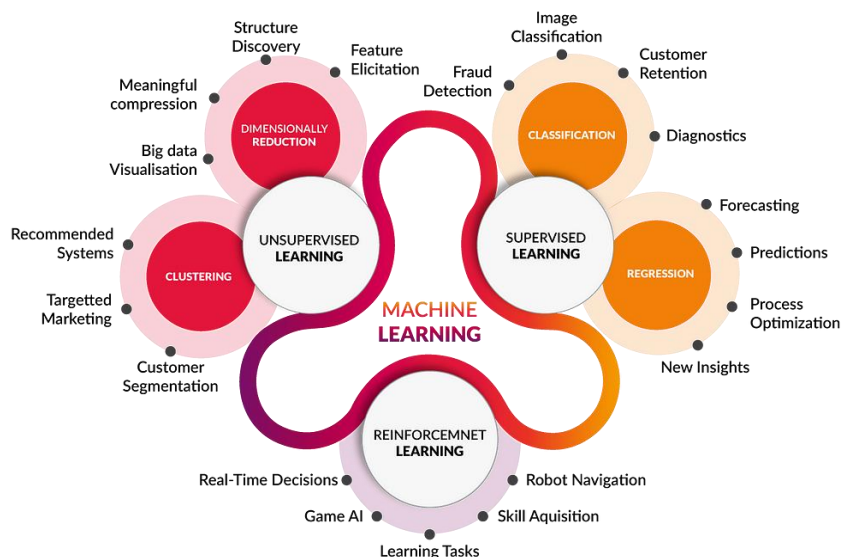 Structure
Discovery
Feature
Elicitation
Meaningful
compression
Big data
Visualisation
DIMENSIONALLY
REDUCTION
Image
Classification
Customer
Retention
Fraud
Detection
Diagnostics
CLASSIFICATION
UNSUPERVISED
LEARNING
SUPERVISED
LEARNING
Recommended
Systems
Targetted
Marketing
Customer
Segmentation
CLUSTERING
Forecasting
Predictions
Process
Optimization
New Insights
REGRESSION
MACHINE
LEARNING
REINFORCEMNET
LEARNING
Real-Time Decisions
Game AI
Learning Tasks
Skill Aquisition
Robot Navigation